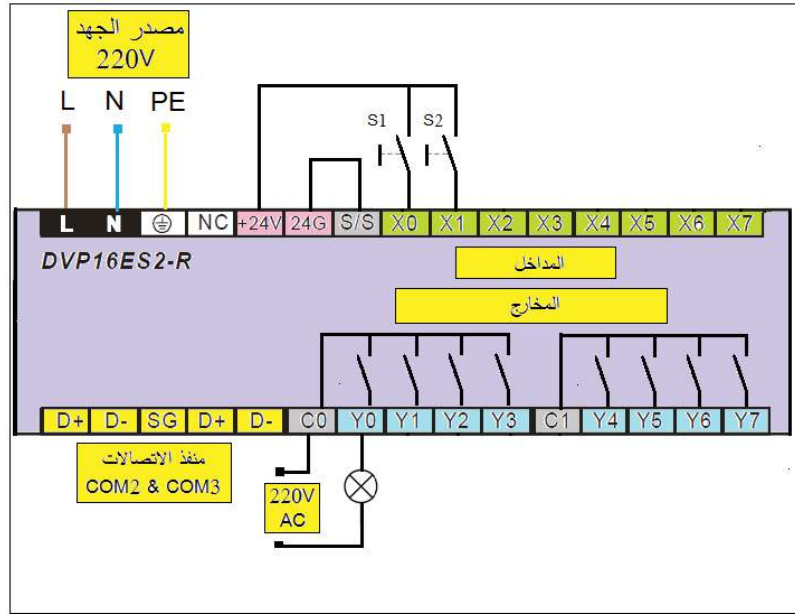 مصدر الجهد
220V
L N PE
S1 S2
L N NC +24V 24G S/S X0 X1 X2 X3 X4 X5 X6 X7
DVP16ES2-R
المداخل
المخارج
D+ D- SG D+ D- C0 Y0 Y1 Y2 Y3 C1 Y4 Y5 Y6 Y7
منفذ الاتصالات
COM2 & COM3
220V
AC